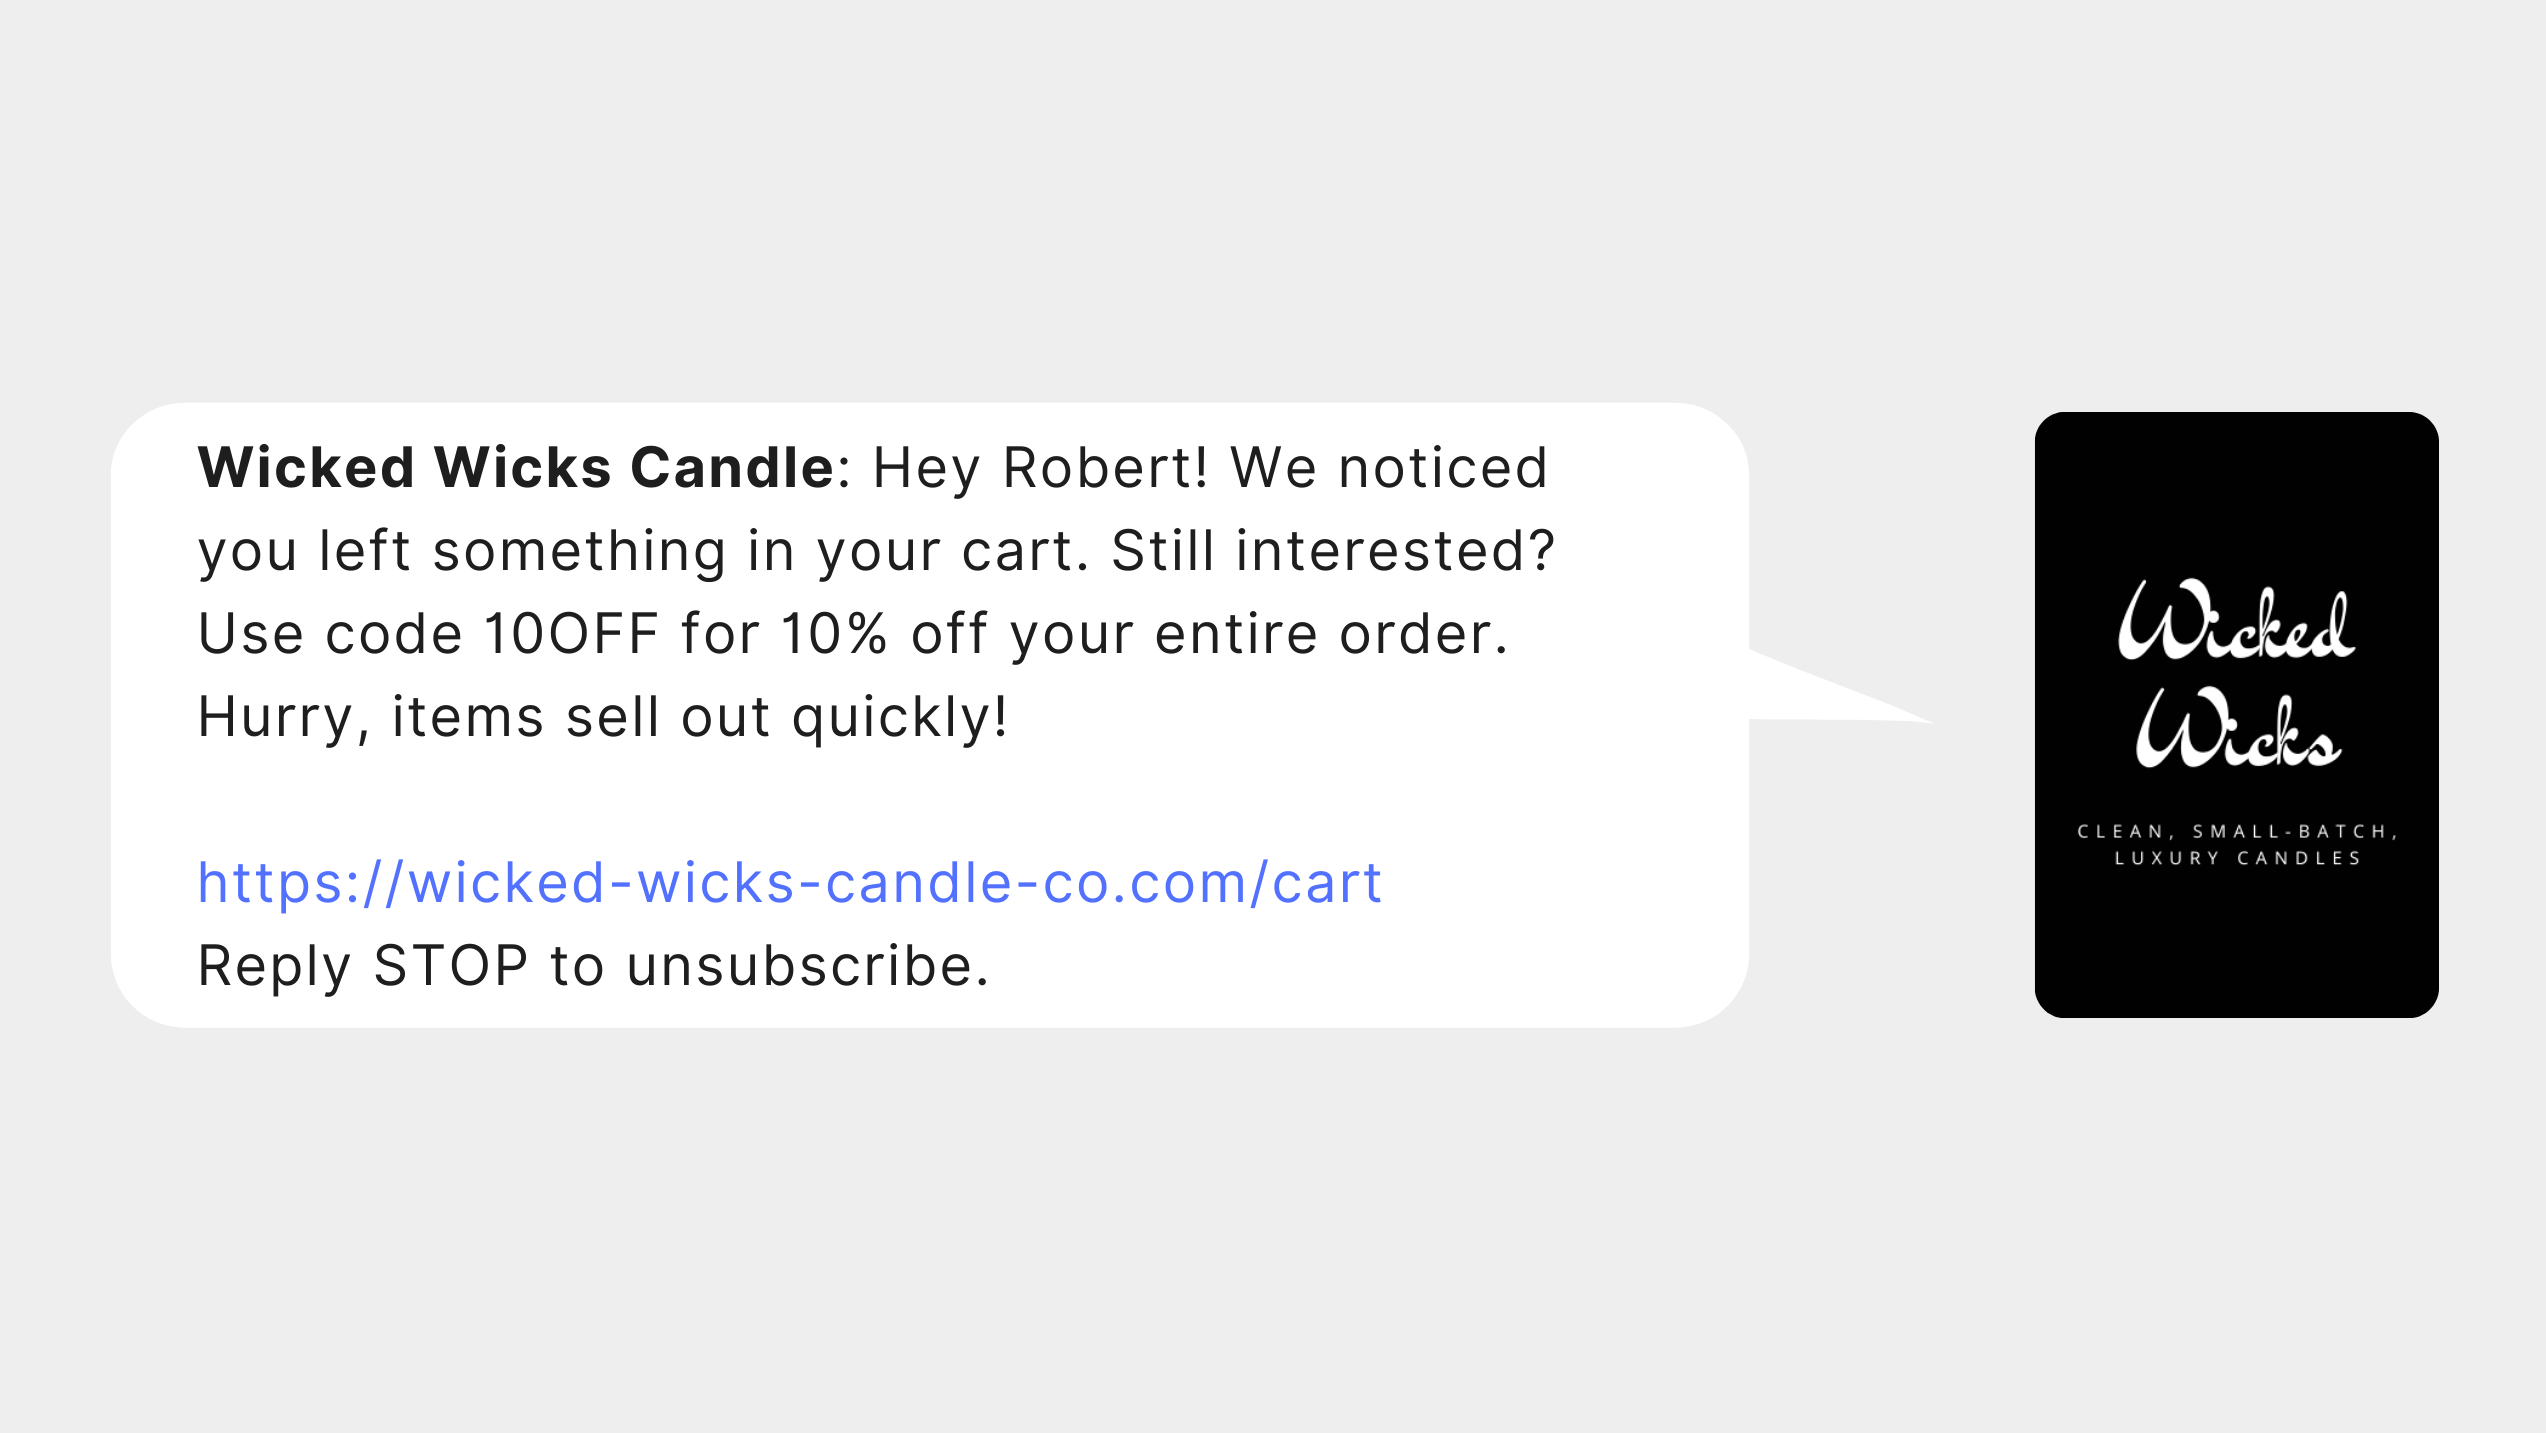 Wicked Wicks Candle: Hey Robert! We noticed
you left something in your cart. Still interested?
Use code 10OFF for 10% off your entire order.
Hurry, items sell out quickly!
https://wicked-wicks-candle-co.com/cart
Reply STOP to unsubscribe.
Wicked
Wicks
CLEAN, SMALL-BATCH,
LUXURY CANDLES